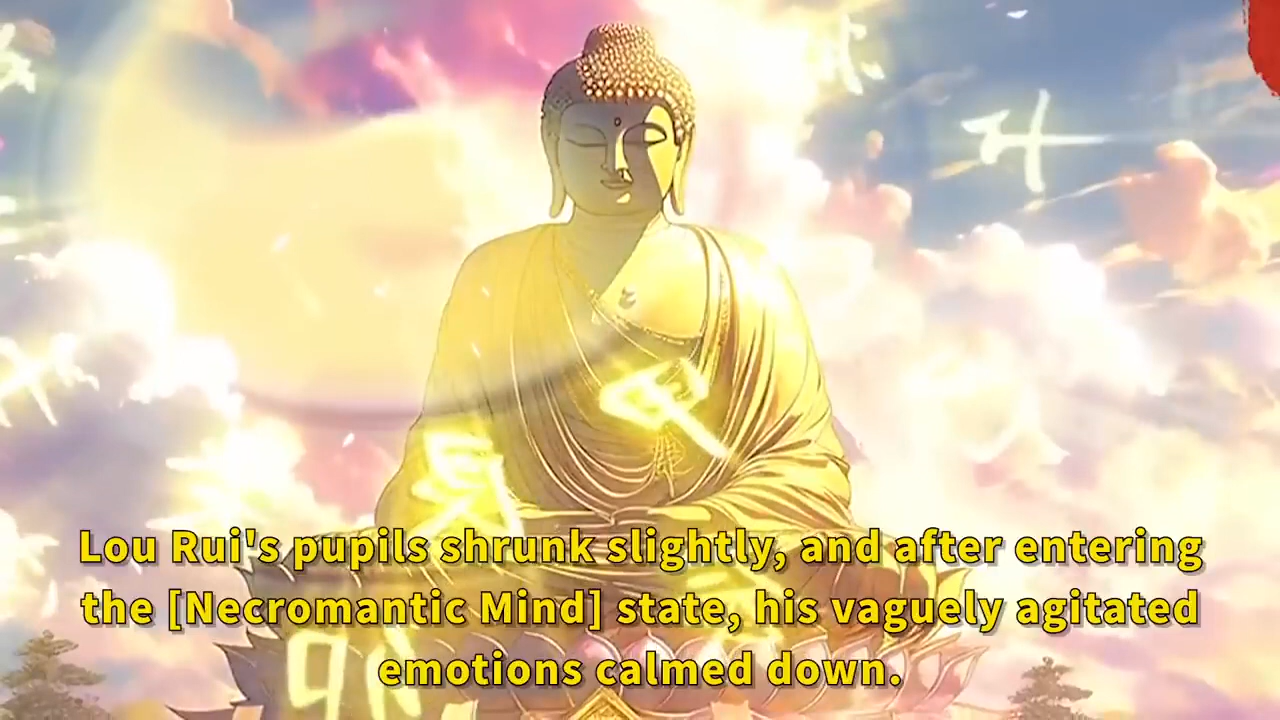 Lou Rui's pupils shrunk slightly, and after entering
the [Necromantic Mind] state, his vaguely agitated
emotions calmed down.